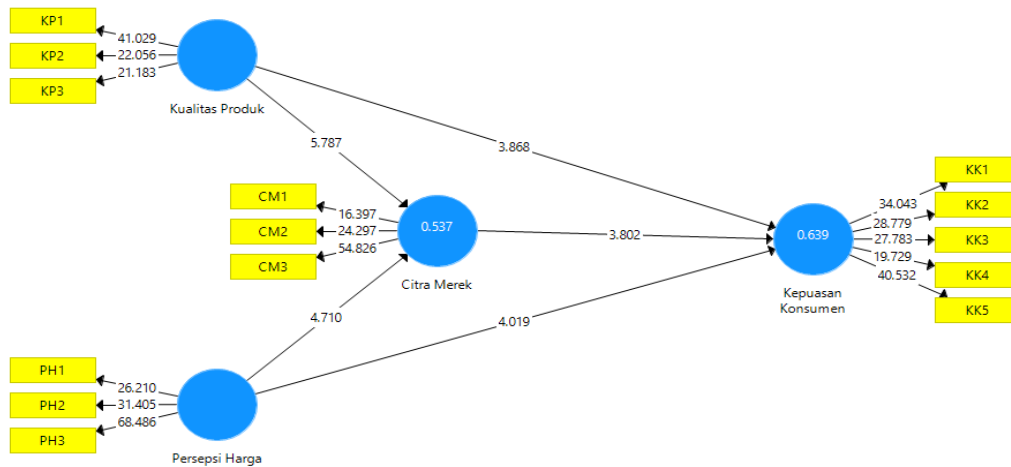 KP1
KP2
KP3
41.029
22.056
21.183
Kualitas Produk
5.787
3.868
CM1
CM2
CM3
16.397
24.297
54.826
0.537
Citra Merek
3.802
0.639
Kepuasan
Konsumen
34.043
28.779
27.783
19.729
40.532
KK1
KK2
KK3
KK4
KK5
4.710
4.019
PH1
PH2
PH3
26.210
31.405
68.486
Persepsi Harga